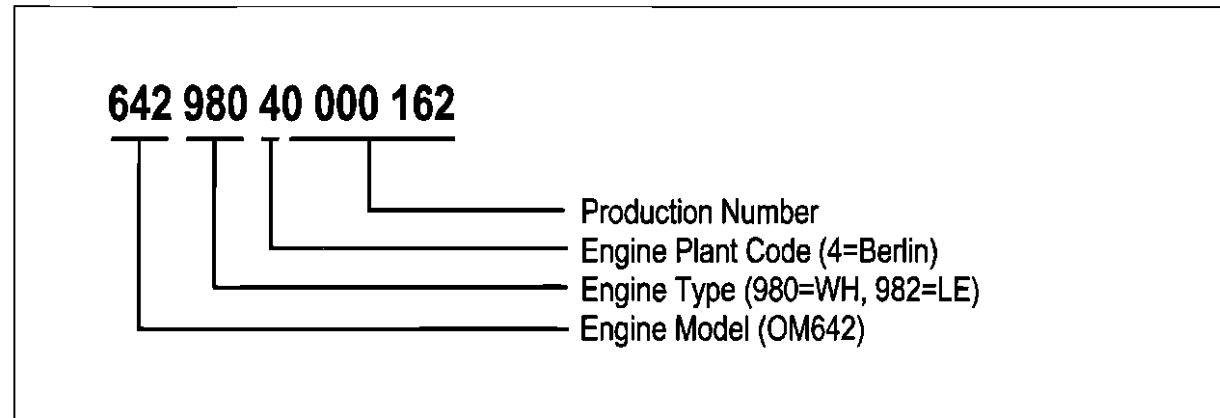 642 980 40 000 162
Production Number
Engine Plant Code (4=Berlin)
Engine Type (980=WH, 982=LE)
Engine Model (OM642)